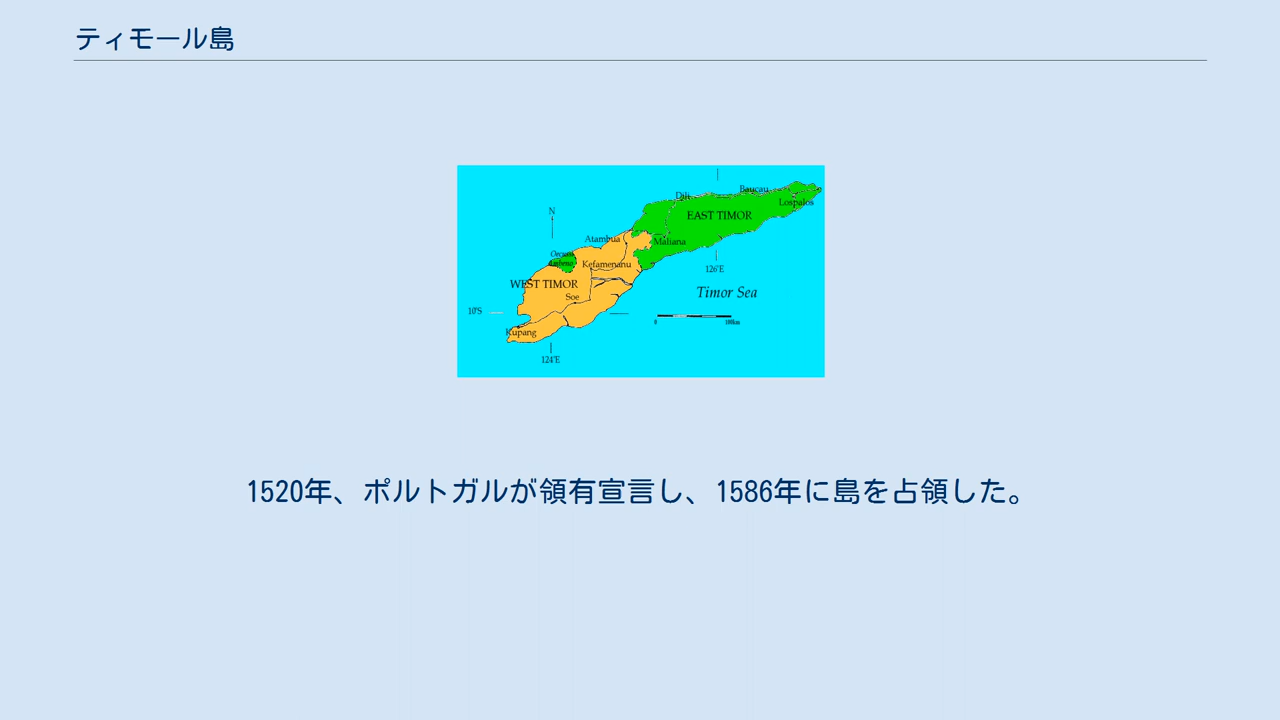 ティモール島
Dili
Baucau
Lospalos
EAST TIMOR
N
Atambua
Maliana
Kefamenanu
126°E
WEST TIMOR
Soe
Timor Sea
10°S
0
100km
Kupang
124°E
1520年、ポルトガルが領有宣言し、1586年に島を占領した。